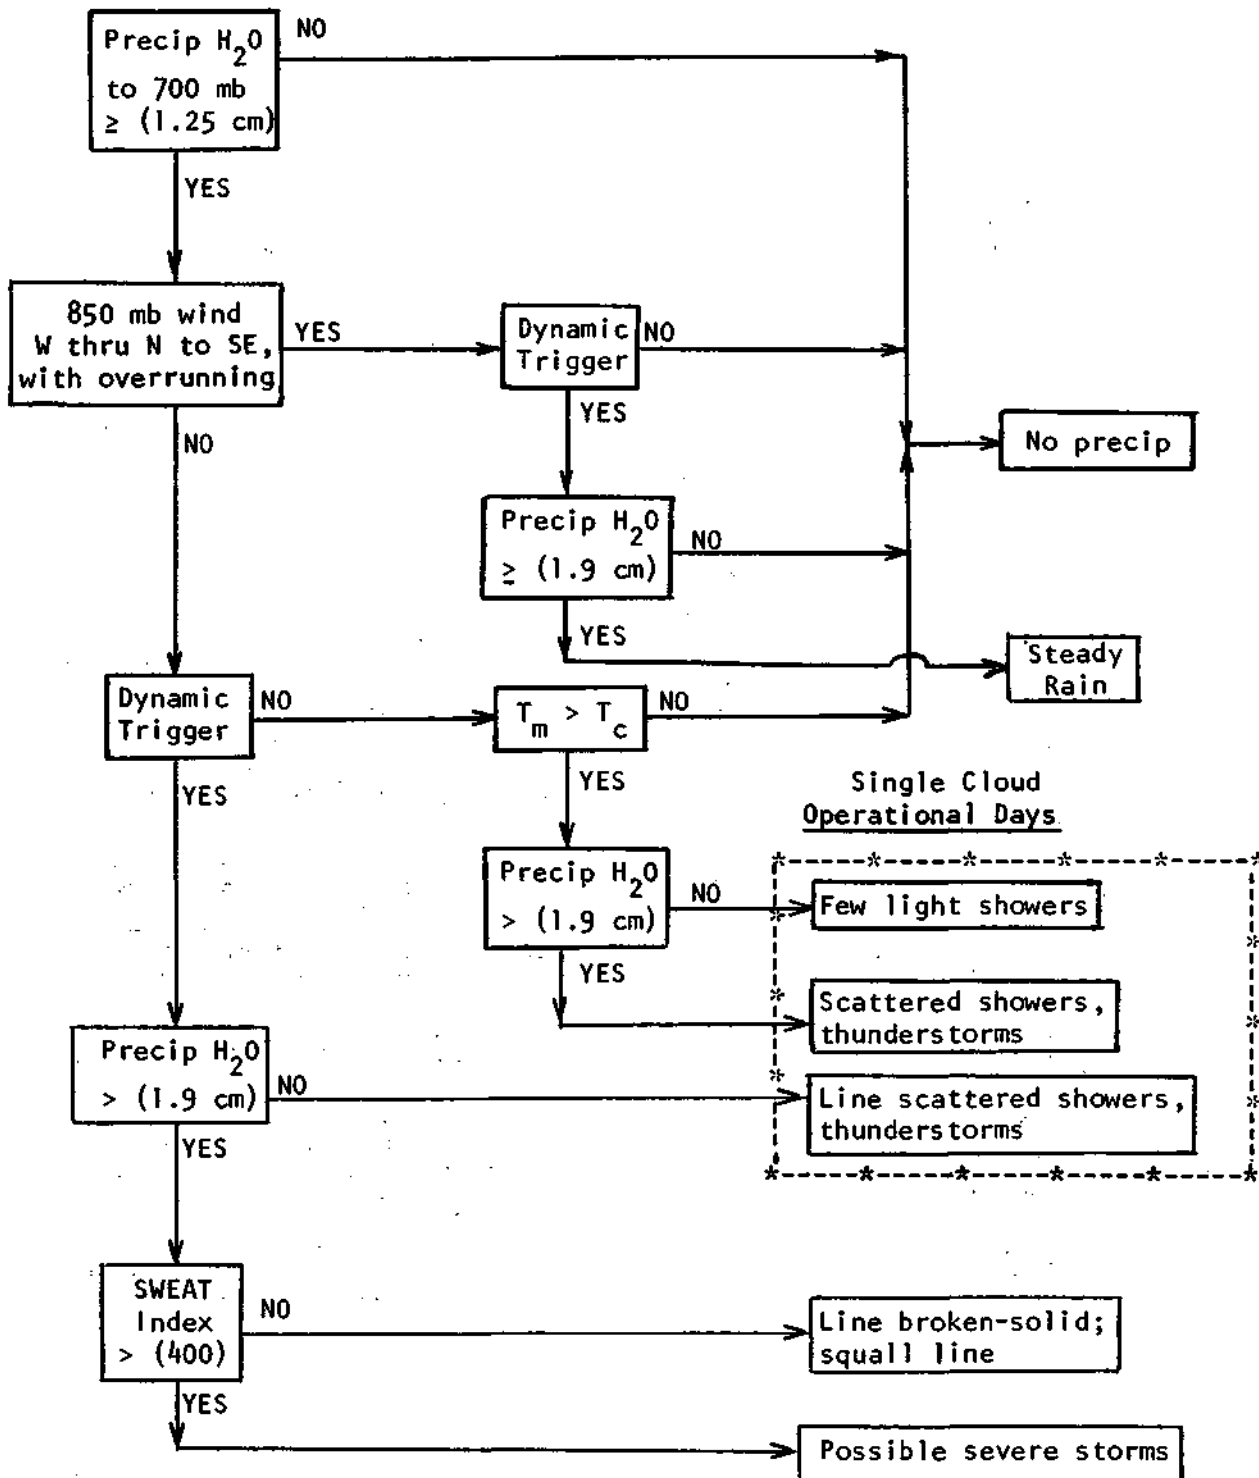 Precip H2O
to 700 mb
≥ (1.25 cm)
NO
YES
850 mb wind
W thru N to SE,
with overrunning
YES
NO
Dynamic
Trigger
NO
YES
No precip
Precip H2O
≥ (1.9 cm)
NO
YES
Steady
Rain
Dynamic
Trigger
NO
YES
Tm > Tc
NO
YES
Single Cloud
Operational Days
Precip H2O
> (1.9 cm)
NO
YES
Few light showers
Scattered showers,
thunderstorms
Precip H2O
> (1.9 cm)
NO
YES
Line scattered showers,
thunderstorms
SWEAT
Index
> (400)
NO
YES
Line broken-solid;
squall line
Possible severe storms